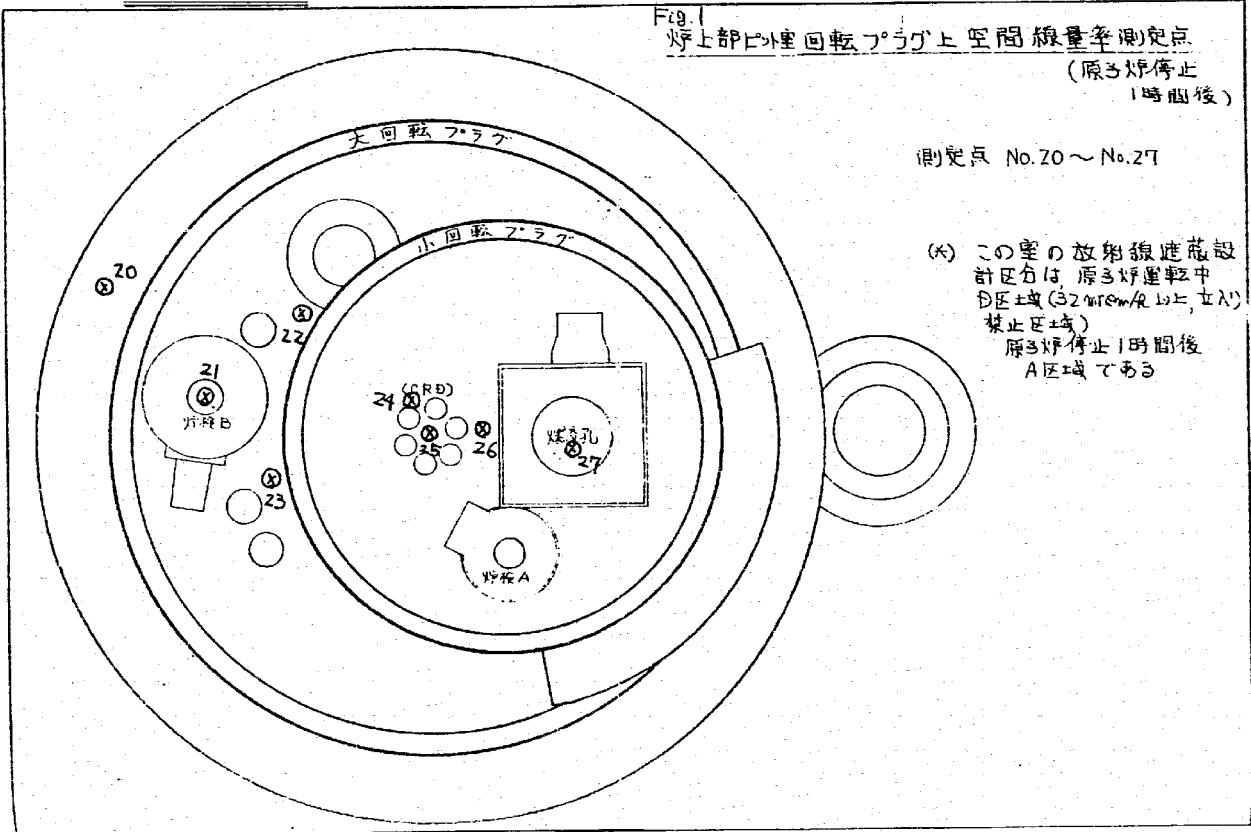 Fig.1
炉上部ピット室回転プラグ上空間線量率測定点
(原子炉停止
1時間後)
測定点 No.20～No.27
(*) この室の放射線遮蔽設
計区分は、原子炉運転中
D区域(32mrem/h以上,立入り
禁止区域)
原子炉停止1時間後
A区域である
大回転プラグ
小回転プラグ
20
22
21
炉検B
(CRD)
24
25
26
燃交孔
27
23
炉検A